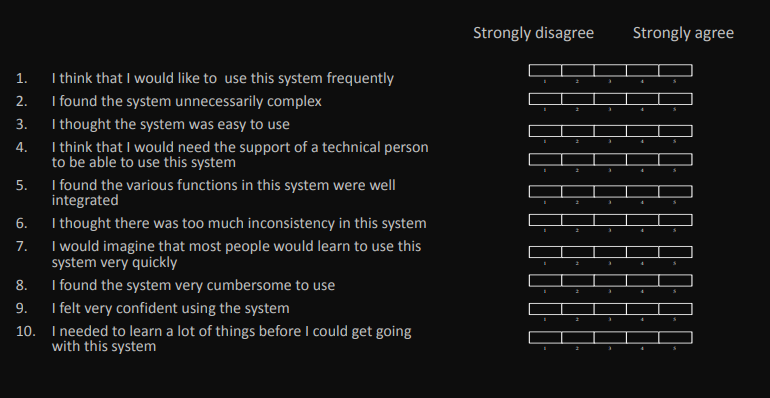 Strongly disagree Strongly agree
1. I think that I would like to use this system frequently
1 2 3 4 5
2. I found the system unnecessarily complex
1 2 3 4 5
3. I thought the system was easy to use
1 2 3 4 5
4. I think that I would need the support of a technical person
to be able to use this system
1 2 3 4 5
5. I found the various functions in this system were well
integrated
1 2 3 4 5
6. I thought there was too much inconsistency in this system
1 2 3 4 5
7. I would imagine that most people would learn to use this
system very quickly
1 2 3 4 5
8. I found the system very cumbersome to use
1 2 3 4 5
9. I felt very confident using the system
1 2 3 4 5
10. I needed to learn a lot of things before I could get going
with this system
1 2 3 4 5